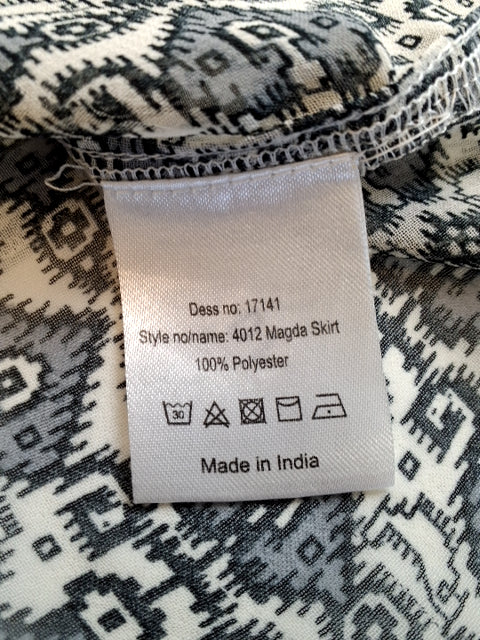 Dess no: 17141
Style no/name: 4012 Magda Skirt
100% Polyester
30
Made in India